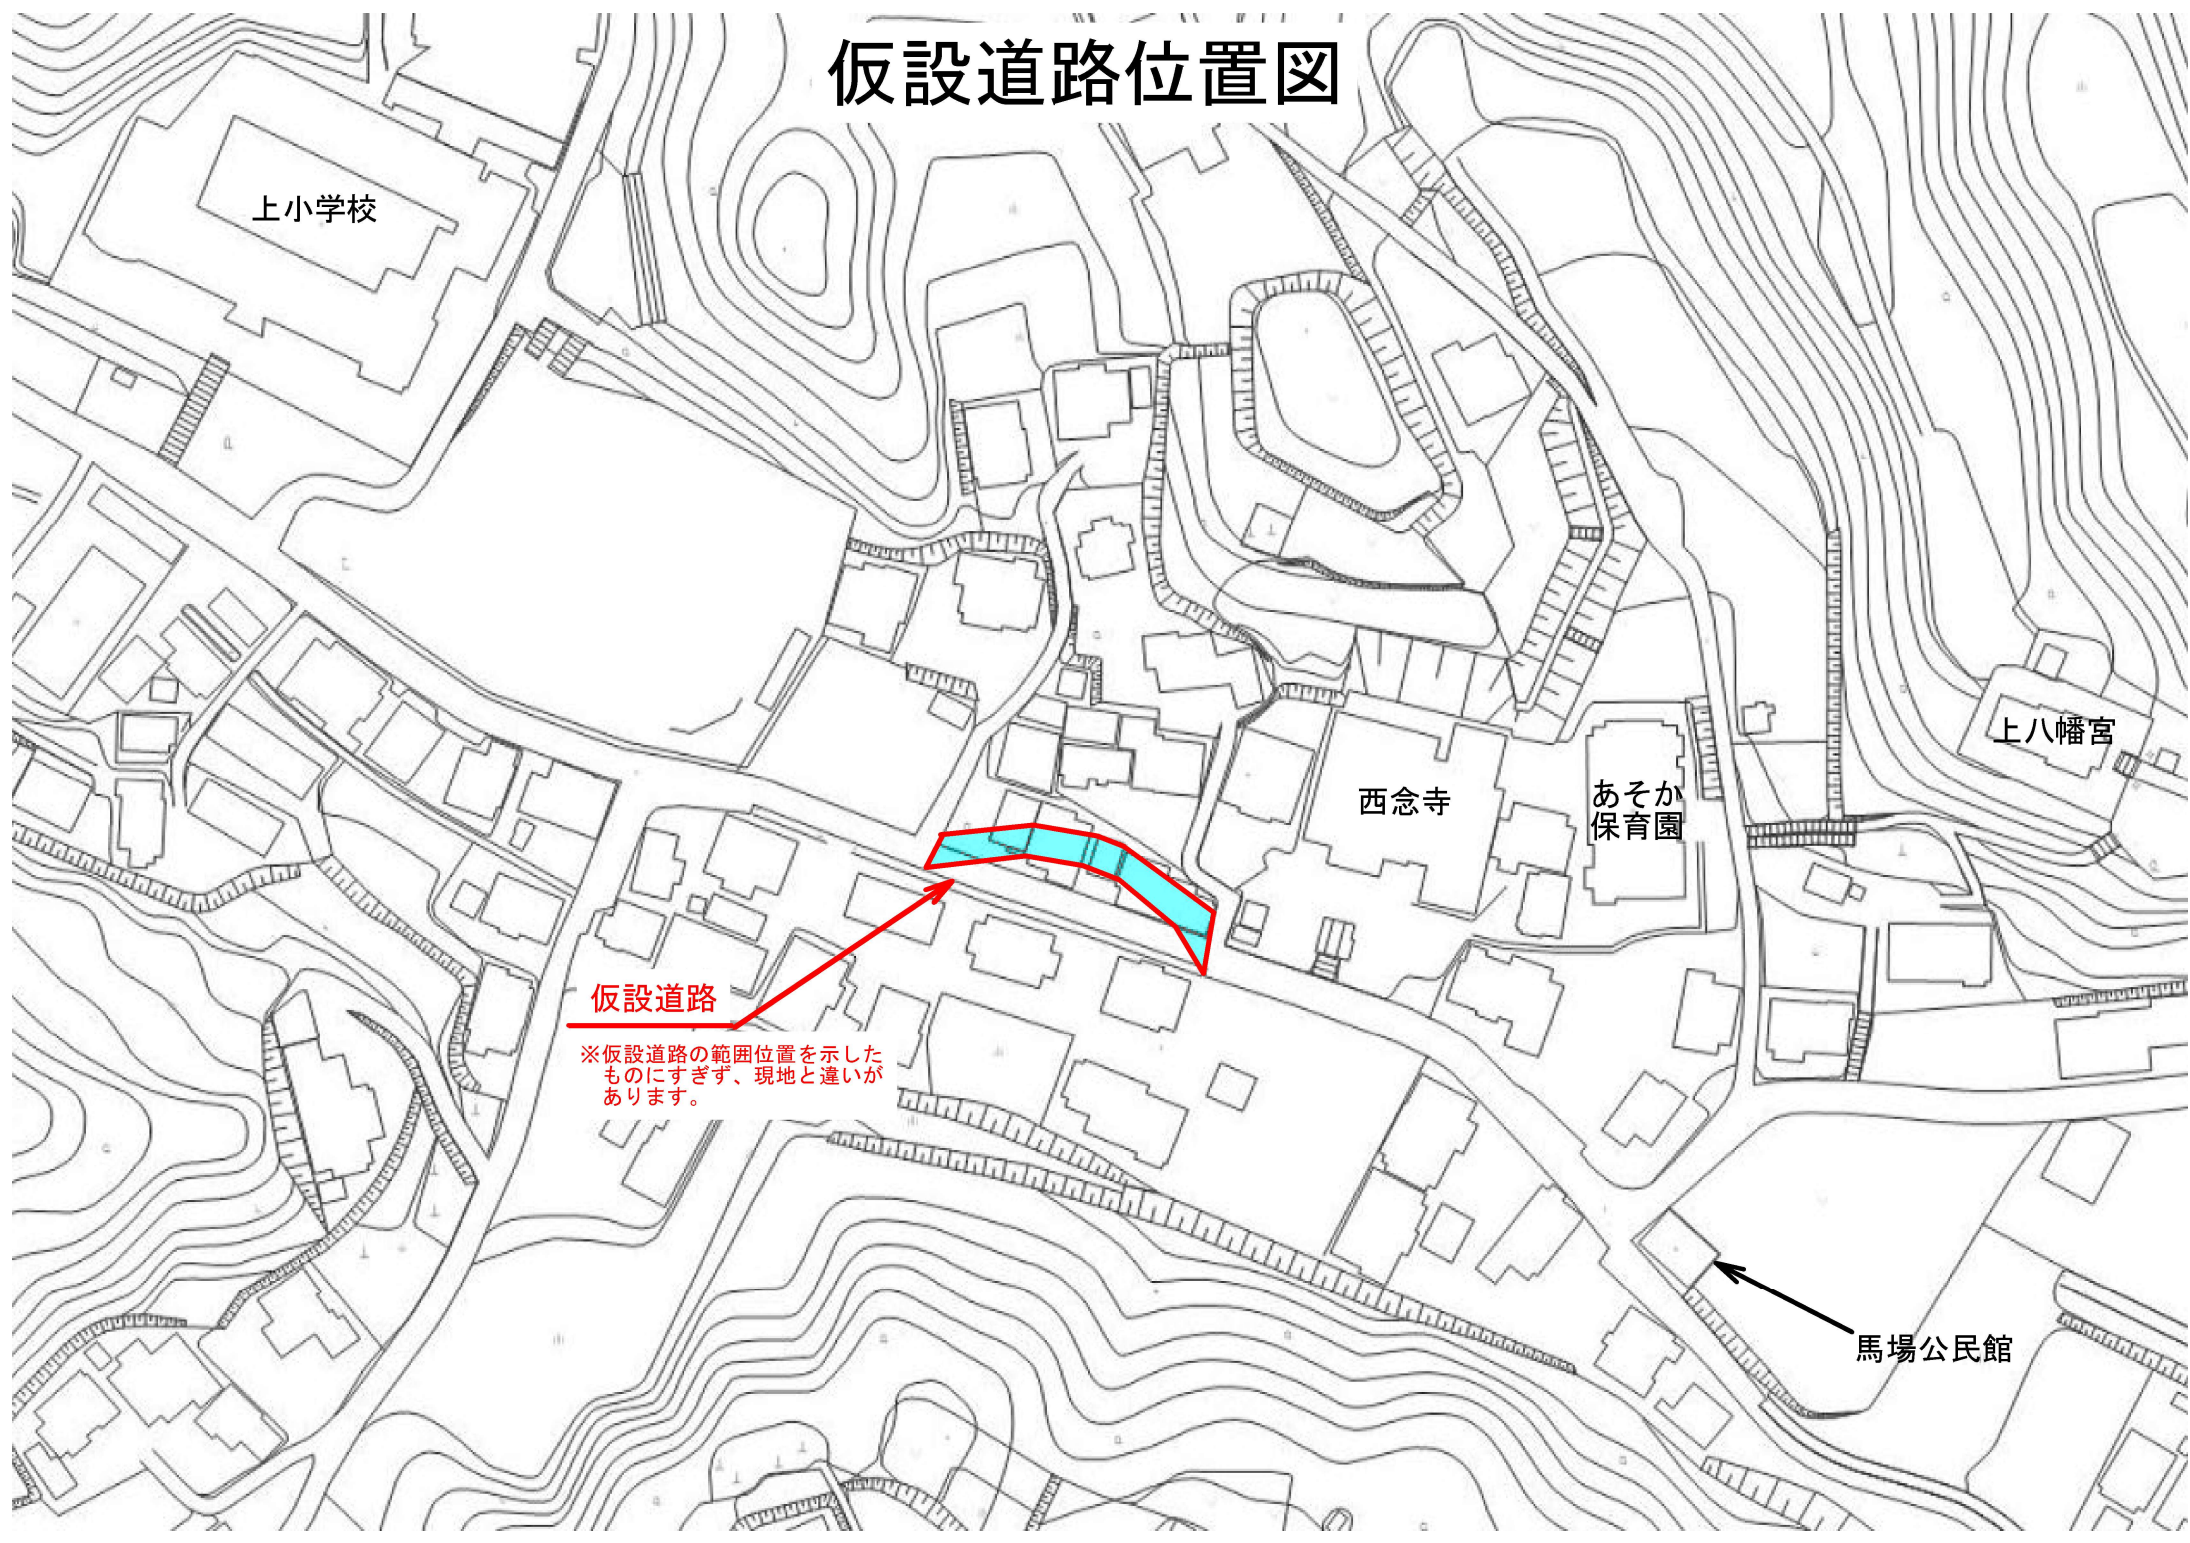 仮設道路位置図
上小学校
上八幡宮
西念寺
あそか
保育園
仮設道路
※仮設道路の範囲位置を示した
ものにすぎず、現地と違いが
あります。
馬場公民館